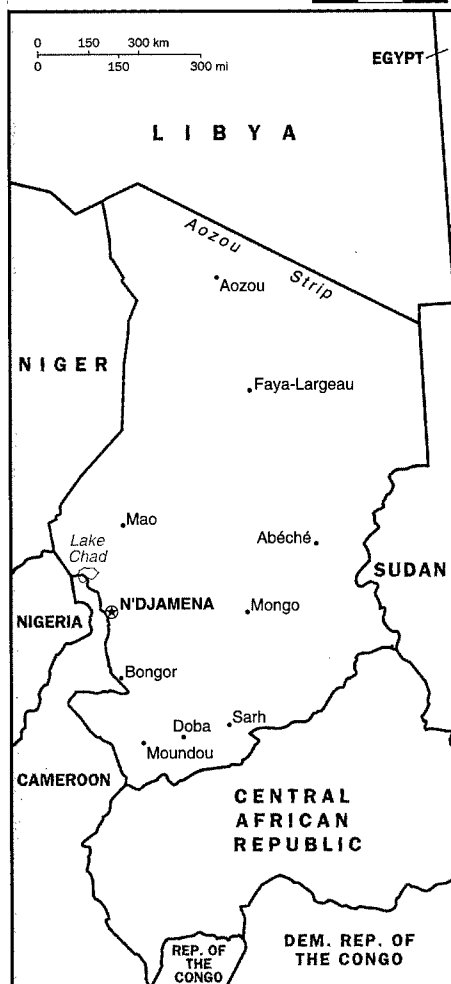 0 150 300 km
0 150 300 mi
EGYPT
LIBYA
Aozou
Strip
Aozou
NIGER
Faya-Largeau
Mao
Lake
Chad
Abéché
SUDAN
N'DJAMENA
Mongo
NIGERIA
Bongor
Sarh
Doba
Moundou
CAMEROON
CENTRAL
AFRICAN
REPUBLIC
REP. OF
THE
CONGO
DEM. REP. OF
THE CONGO